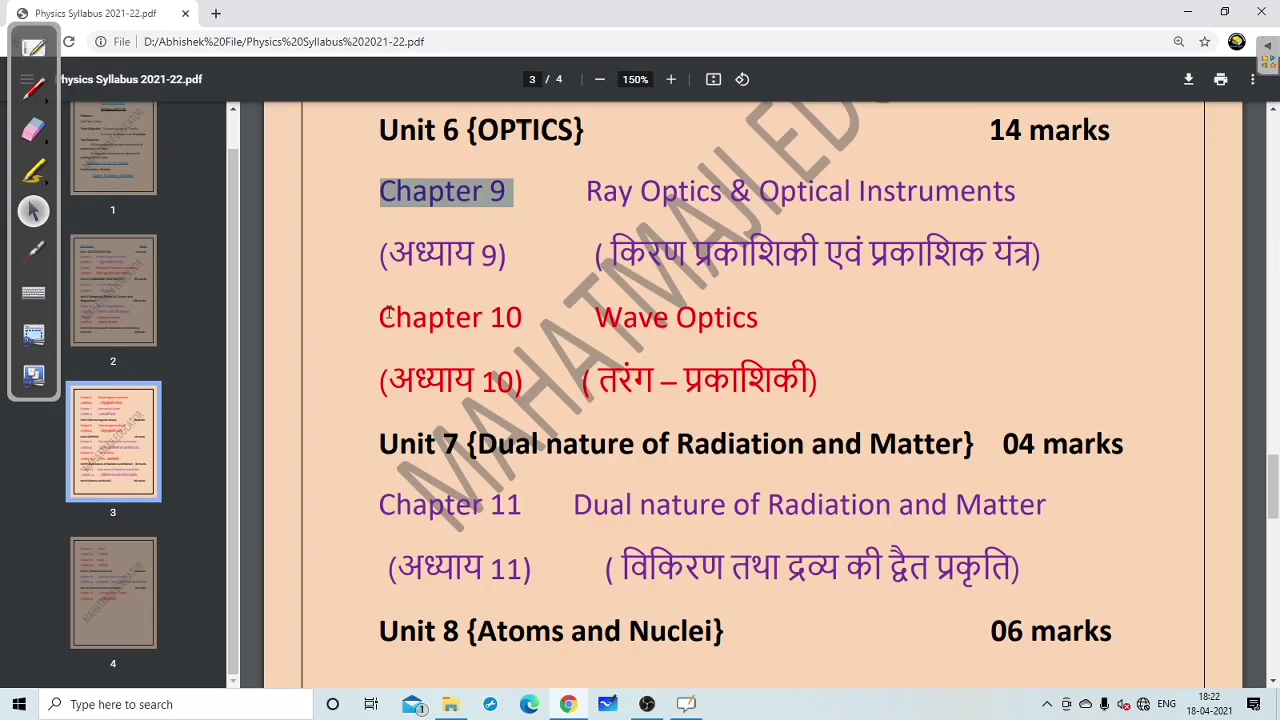 Physics Syllabus 2021-22.pdf
File
D:/Abhishek%20File/Physics%20Syllabus%202021-22.pdf
Physics Syllabus 2021-22.pdf
3 / 4
150%
Unit 6 {OPTICS} 14 marks
Chapter 9 Ray Optics & Optical Instruments
(अध्याय 9) ( किरण प्रकाशिकी एवं प्रकाशिक यंत्र)
Chapter 10 Wave Optics
(अध्याय 10) ( तरंग – प्रकाशिकी)
Unit 7 {Dual nature of Radiation and Matter} 04 marks
Chapter 11 Dual nature of Radiation and Matter
(अध्याय 11) ( विकिरण तथा द्रव्य की द्वैत प्रकृति)
Unit 8 {Atoms and Nuclei} 06 marks
MAHATMAJI
1
2
3
4
Type here to search
1
ENG
18:22
18-04-2021